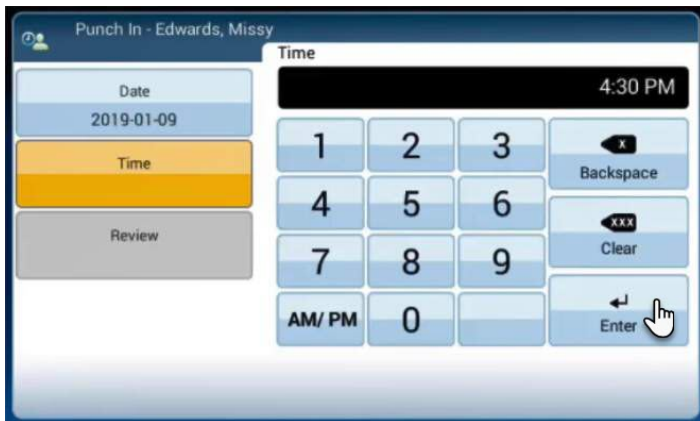 Punch In - Edwards, Missy
Date
2019-01-09
Time
Review
Time
4:30 PM
1 2 3
X
Backspace
4 5 6
XXX
Clear
7 8 9
AM/ PM 0
Enter